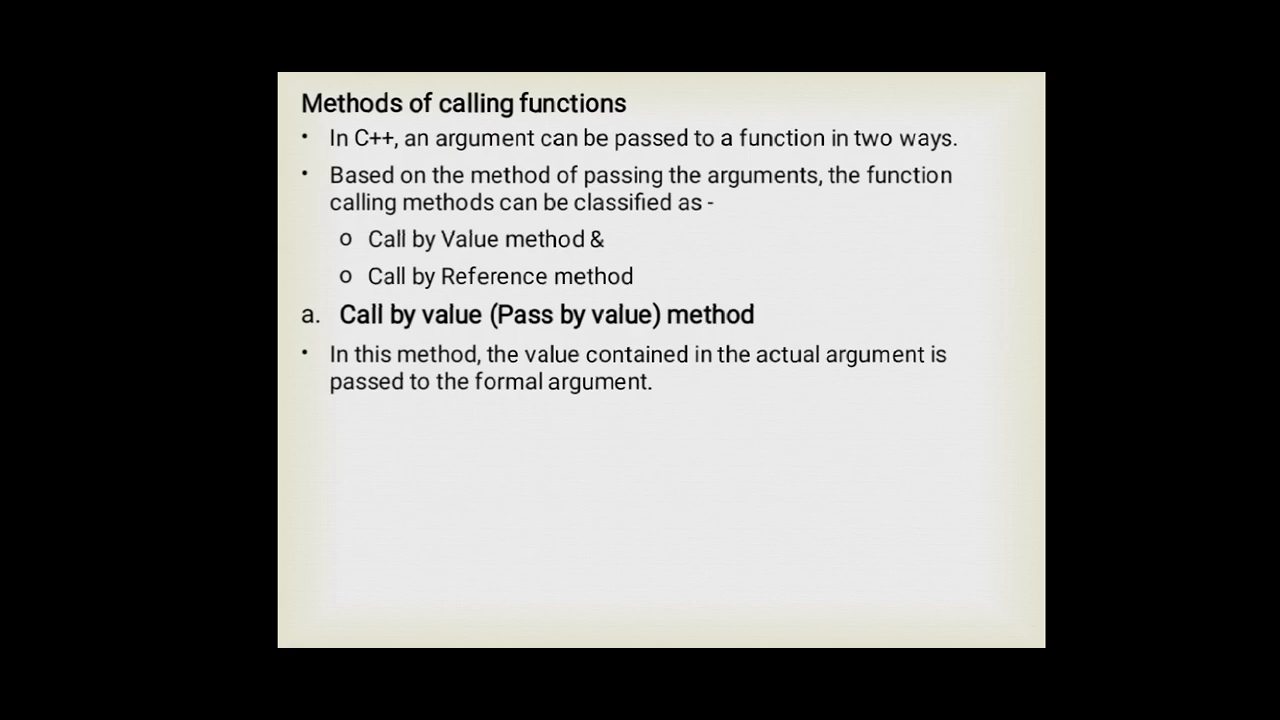 Methods of calling functions
• In C++, an argument can be passed to a function in two ways.
• Based on the method of passing the arguments, the function
calling methods can be classified as -
o Call by Value method &
o Call by Reference method
a. Call by value (Pass by value) method
• In this method, the value contained in the actual argument is
passed to the formal argument.